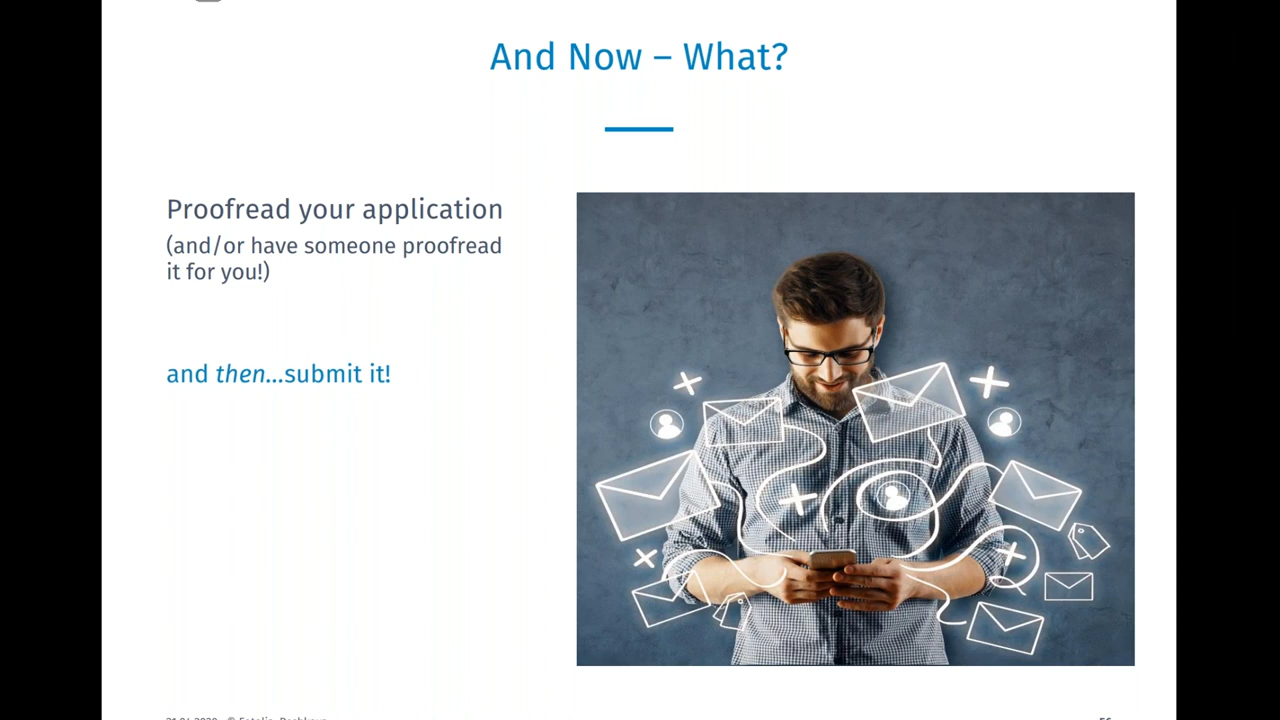 And Now – What?
Proofread your application
(and/or have someone proofread
it for you!)
and then...submit it!